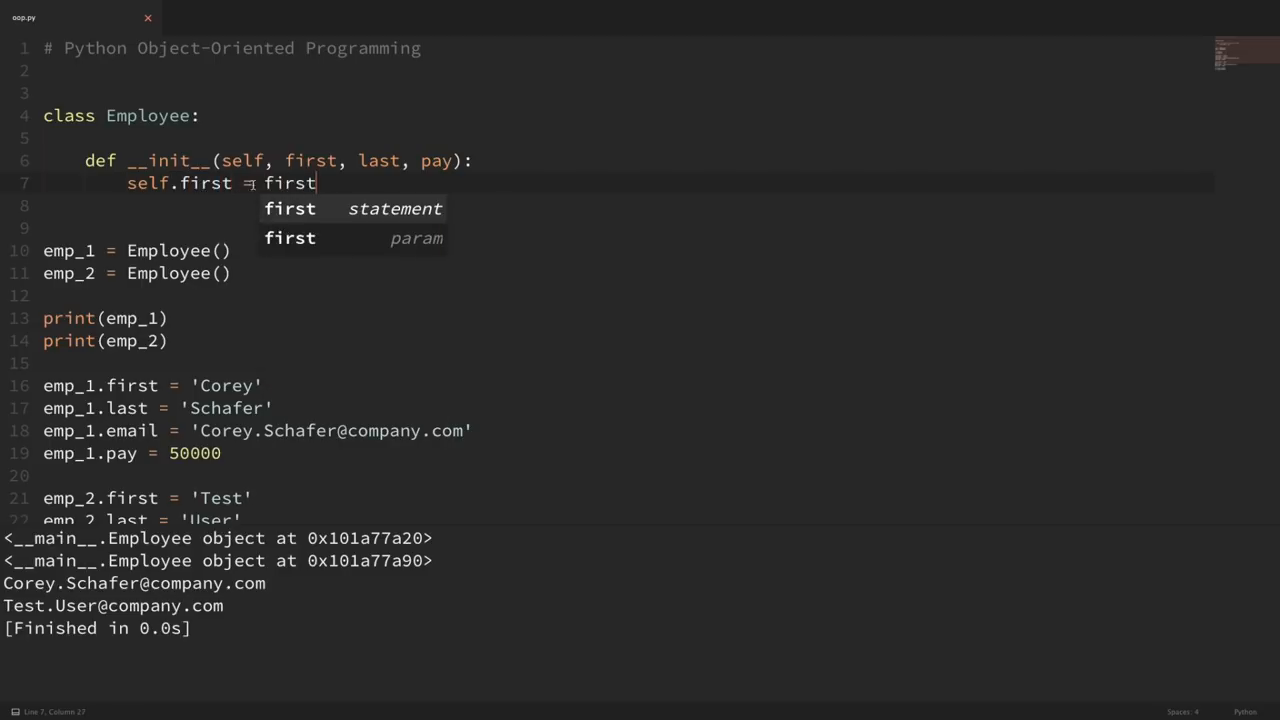 oop.py
1 # Python Object-Oriented Programming
2
3
4 class Employee:
5
6 def __init__(self, first, last, pay):
7 self.first = first
8 first statement
9 first param
10 emp_1 = Employee()
11 emp_2 = Employee()
12
13 print(emp_1)
14 print(emp_2)
15
16 emp_1.first = 'Corey'
17 emp_1.last = 'Schafer'
18 emp_1.email = 'Corey.Schafer@company.com'
19 emp_1.pay = 50000
20
21 emp_2.first = 'Test'
22 emp_2.last = 'User'
<__main__.Employee object at 0x101a77a20>
<__main__.Employee object at 0x101a77a90>
Corey.Schafer@company.com
Test.User@company.com
[Finished in 0.0s]
Line 7, Column 27 Spaces: 4 Python